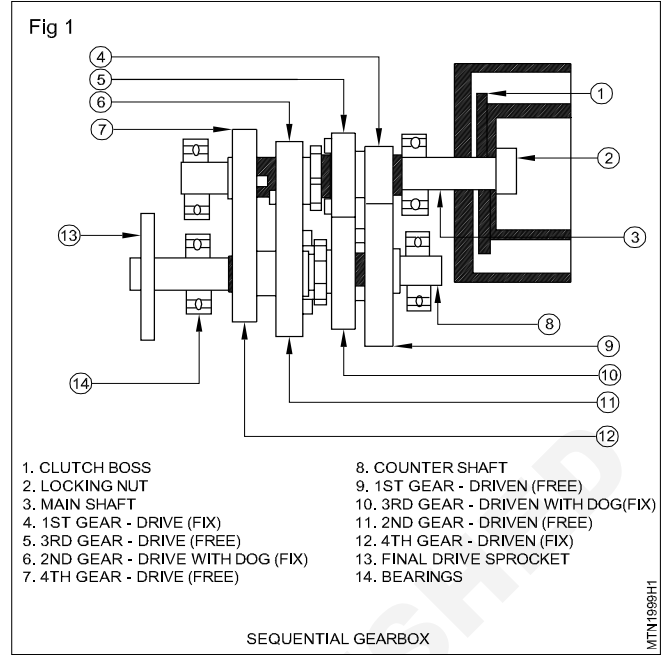 Fig 1
4
5
6
7
1
2
3
13
8
9
14
10
11
12
1. CLUTCH BOSS
2. LOCKING NUT
3. MAIN SHAFT
4. 1ST GEAR - DRIVE (FIX)
5. 3RD GEAR - DRIVE (FREE)
6. 2ND GEAR - DRIVE WITH DOG (FIX)
7. 4TH GEAR - DRIVE (FREE)
8. COUNTER SHAFT
9. 1ST GEAR - DRIVEN (FREE)
10. 3RD GEAR - DRIVEN WITH DOG(FIX)
11. 2ND GEAR - DRIVEN (FREE)
12. 4TH GEAR - DRIVEN (FIX)
13. FINAL DRIVE SPROCKET
14. BEARINGS
SEQUENTIAL GEARBOX
MTN1999H1